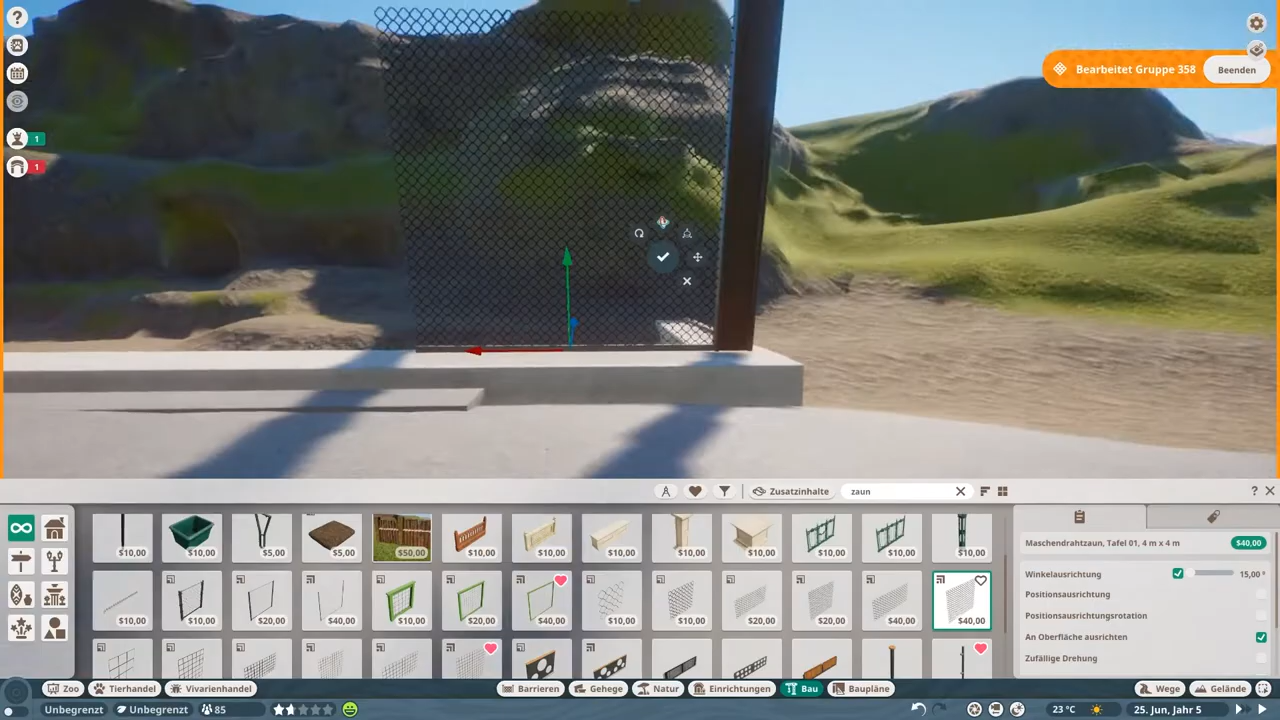 ?
Bearbeitet Gruppe 358
Beenden
1
1
Zusatzinhalte
zaun
?
$10,00 $10,00 $5,00 $5,00 $50,00 $10,00 $10,00 $10,00 $10,00 $10,00 $10,00 $10,00 $10,00
Maschendrahtzaun, Tafel 01, 4 m x 4 m
$40,00
Winkelausrichtung
15,00°
Positionsausrichtung
Positionsausrichtungsrotation
An Oberfläche ausrichten
Zufällige Drehung
$10,00 $10,00 $20,00 $40,00 $10,00 $20,00 $40,00 $10,00 $10,00 $20,00 $20,00 $40,00 $40,00
Zoo
Tierhandel
Vivarienhandel
Barrieren
Gehege
Natur
Einrichtungen
Bau
Baupläne
Wege
Gelände
Unbegrenzt
Unbegrenzt
85
23 °C
25. Jun, Jahr 5